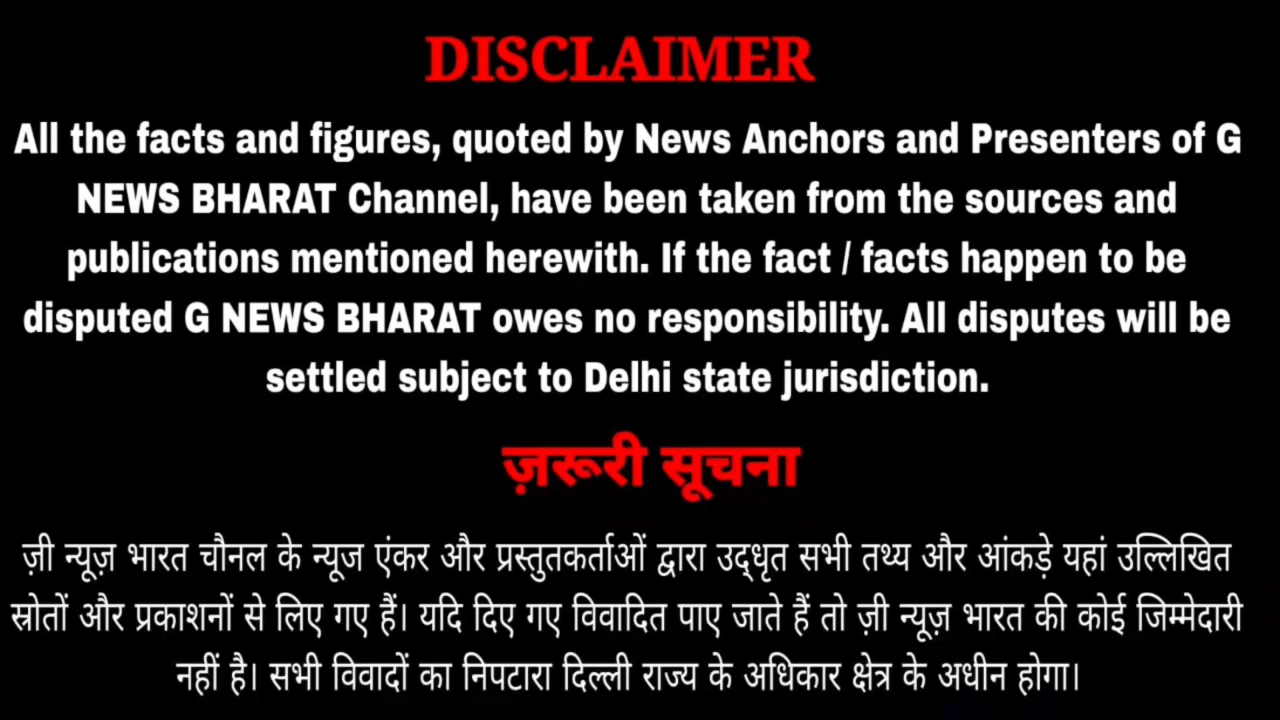 DISCLAIMER
All the facts and figures, quoted by News Anchors and Presenters of G
NEWS BHARAT Channel, have been taken from the sources and
publications mentioned herewith. If the fact / facts happen to be
disputed G NEWS BHARAT owes no responsibility. All disputes will be
settled subject to Delhi state jurisdiction.
ज़रूरी सूचना
ज़ी न्यूज़ भारत चौनल के न्यूज एंकर और प्रस्तुतकर्ताओं द्वारा उद्धृत सभी तथ्य और आंकड़े यहां उल्लिखित
स्रोतों और प्रकाशनों से लिए गए हैं। यदि दिए गए विवादित पाए जाते हैं तो ज़ी न्यूज़ भारत की कोई जिम्मेदारी
नहीं है। सभी विवादों का निपटारा दिल्ली राज्य के अधिकार क्षेत्र के अधीन होगा।